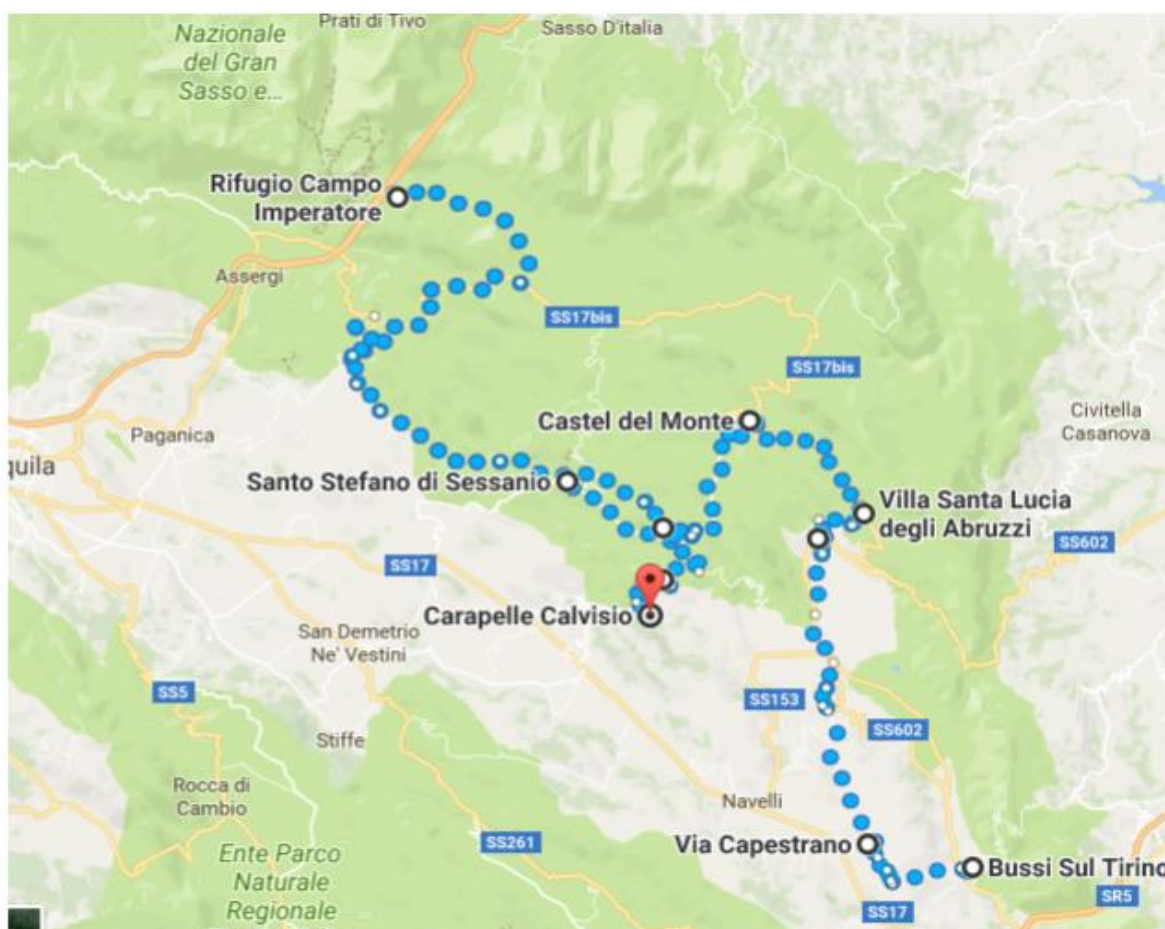 Prati di Tivo
Sasso D'italia
Nazionale
del Gran
Sasso e...
Rifugio Campo
Imperatore
Assergi
SS17bis
SS17bis
Castel del Monte
Civitella
Casanova
Paganica
quila
Santo Stefano di Sessanio
Villa Santa Lucia
degli Abruzzi
SS602
SS17
Carapelle Calvisio
San Demetrio
Ne' Vestini
SS5
SS153
SS602
Stiffe
Rocca di
Cambio
Navelli
SS261
Via Capestrano
Ente Parco
Naturale
Regionale
Bussi Sul Tirino
SR5
SS17